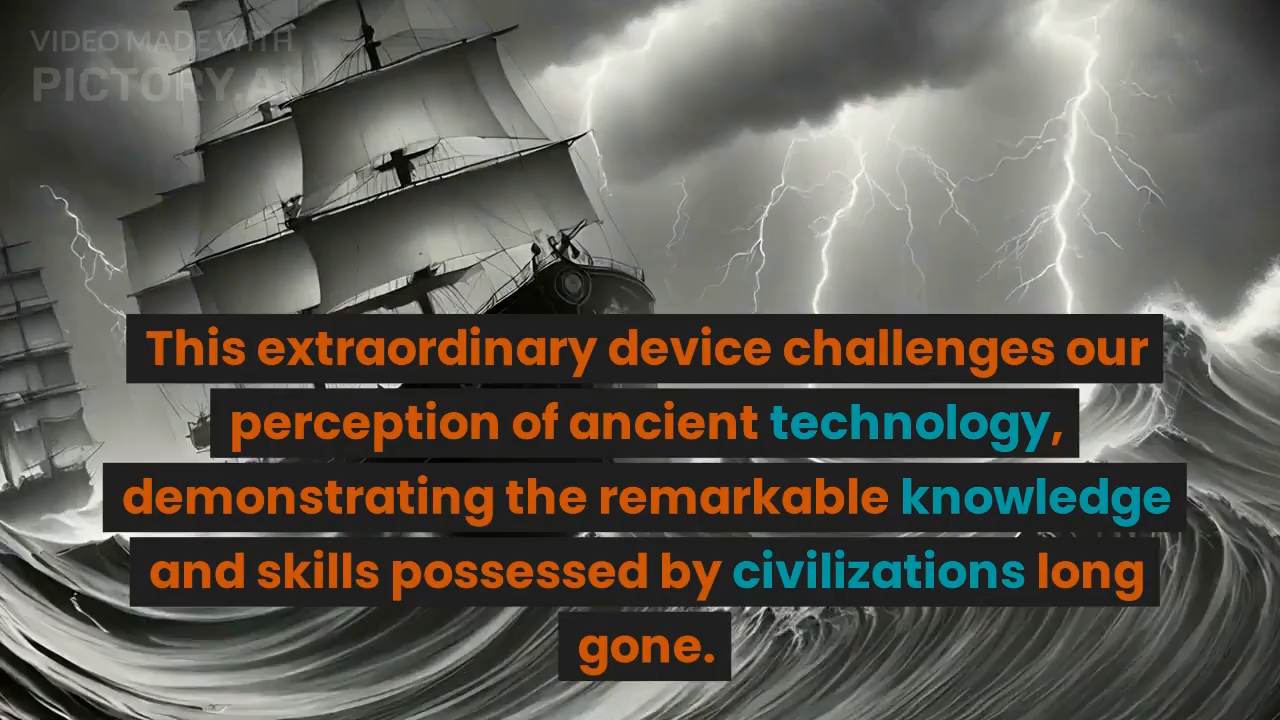 VIDEO MADE WITH
PICTORY.AI
This extraordinary device challenges our
perception of ancient technology,
demonstrating the remarkable knowledge
and skills possessed by civilizations long
gone.